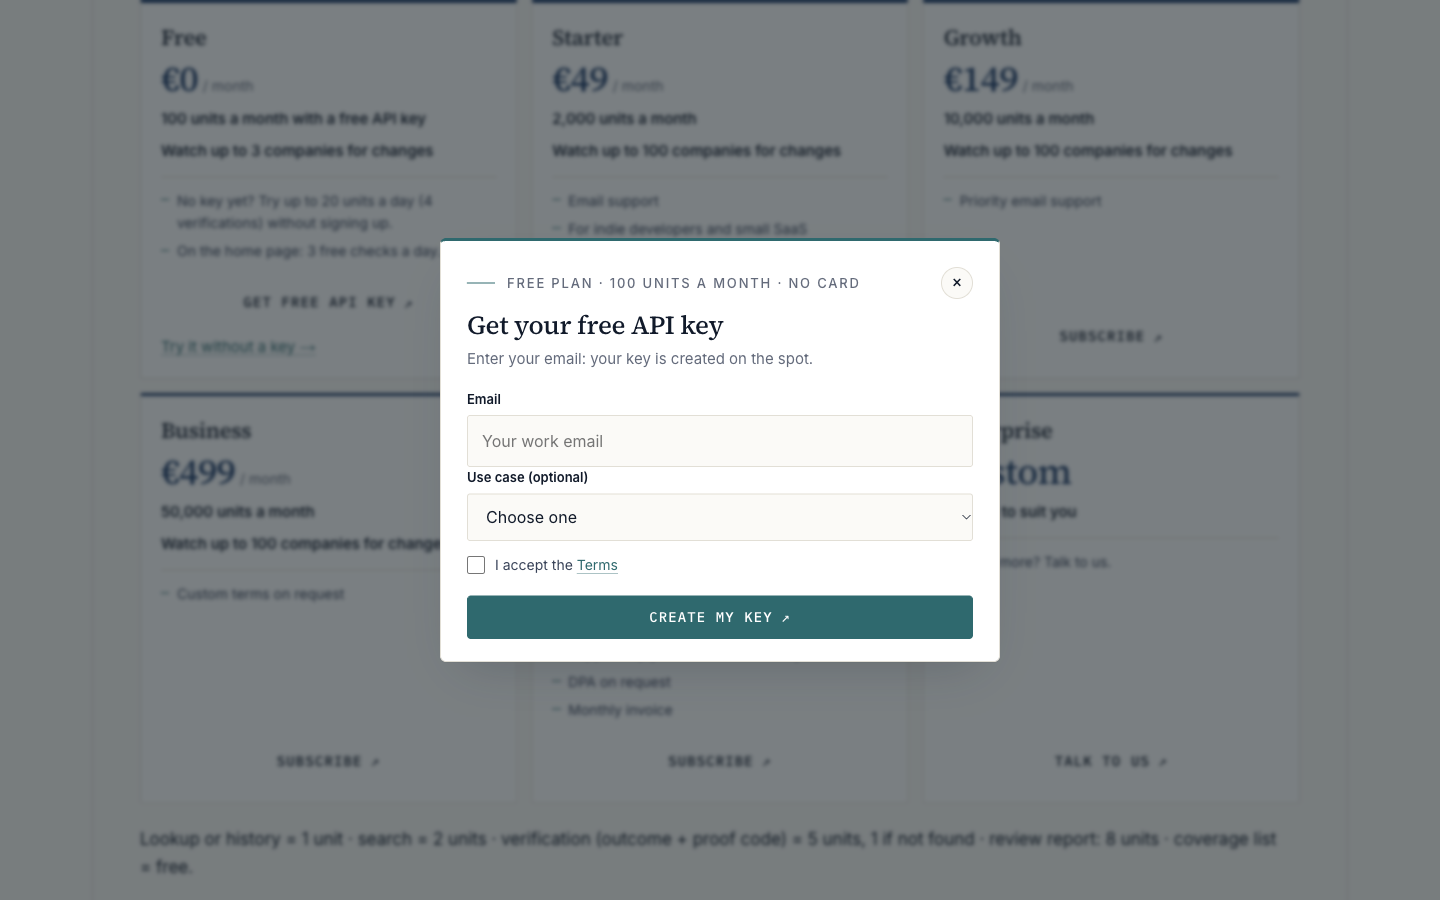 Free
€0 / month
100 units a month with a free API key
Watch up to 3 companies for changes
– No key yet? Try up to 20 units a day (4
verifications) without signing up.
– On the home page: 3 free checks a day.
GET FREE API KEY ↗
Try it without a key →
Starter
€49 / month
2,000 units a month
Watch up to 100 companies for changes
– Email support
– For indie developers and small SaaS
Growth
€149 / month
10,000 units a month
Watch up to 100 companies for changes
– Priority email support
SUBSCRIBE ↗
FREE PLAN · 100 UNITS A MONTH · NO CARD
×
Get your free API key
Enter your email: your key is created on the spot.
Email
Your work email
Use case (optional)
Choose one
I accept the Terms
CREATE MY KEY ↗
Business
€499 / month
50,000 units a month
Watch up to 100 companies for change
– Custom terms on request
SUBSCRIBE ↗
– DPA on request
– Monthly invoice
SUBSCRIBE ↗
prise
stom
to suit you
more? Talk to us.
TALK TO US ↗
Lookup or history = 1 unit · search = 2 units · verification (outcome + proof code) = 5 units, 1 if not found · review report: 8 units · coverage list
= free.